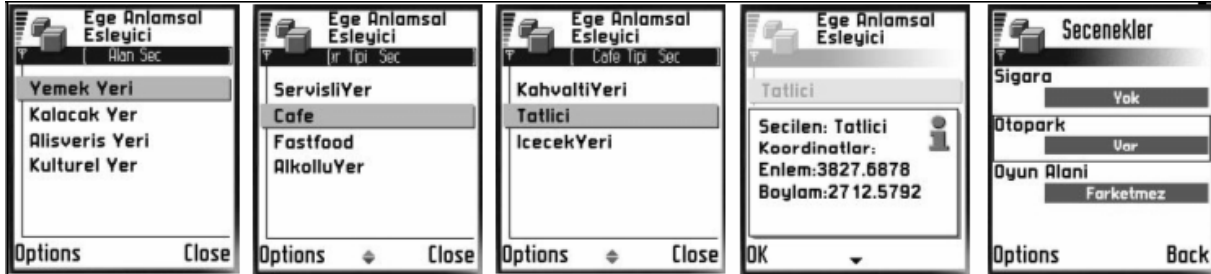 Ege Anlamsal
Esleyici
[ Alan Sec ]
Yemek Yeri
Kalacak Yer
Alisveris Yeri
Kulturel Yer
Options Close
Ege Anlamsal
Esleyici
Tipi Sec ]
ServisliYer
Cafe
Fastfood
AlkolluYer
Options Close
Ege Anlamsal
Esleyici
[ Cafe Tipi Sec ]
KahvaltiYeri
Tatlici
IcecekYeri
Options Close
Ege Anlamsal
Esleyici
Tatlici
Secilen: Tatlici
Koordinatlar:
Enlem:3827.6878
Boylam:2712.5792
OK
Secenekler
Sigara
Yok
Otopark
Var
Oyun Alani
Farketmez
Options Back